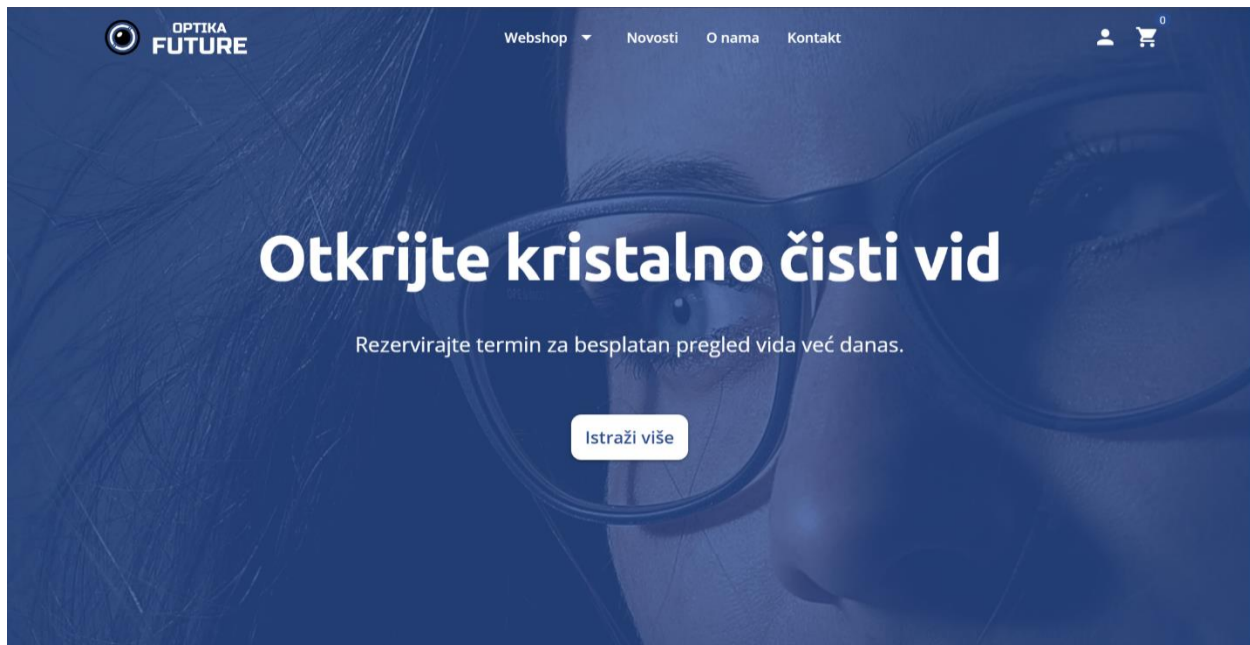 OPTIKA
FUTURE
Webshop
Novosti
O nama
Kontakt
0
Otkrijte kristalno čisti vid
Rezervirajte termin za besplatan pregled vida već danas.
Istraži više